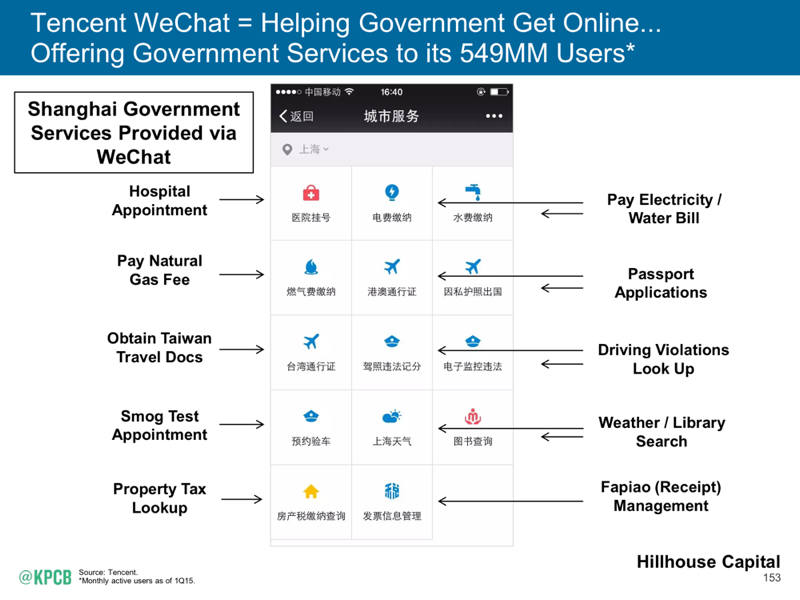 Tencent WeChat = Helping Government Get Online...
Offering Government Services to its 549MM Users*
Shanghai Government
Services Provided via
WeChat
中国移动 16:40
返回 城市服务
上海
Hospital
Appointment
医院挂号 电费缴纳 水费缴纳
Pay Electricity /
Water Bill
Pay Natural
Gas Fee
燃气费缴纳 港澳通行证 因私护照出国
Passport
Applications
Obtain Taiwan
Travel Docs
台湾通行证 驾照违法记分 电子监控违法
Driving Violations
Look Up
Smog Test
Appointment
预约验车 上海天气 图书查询
Weather / Library
Search
Property Tax
Lookup
房产税缴纳查询 发票信息管理
Fapiao (Receipt)
Management
Hillhouse Capital
@KPCB
Source: Tencent.
*Monthly active users as of 1Q15.
153